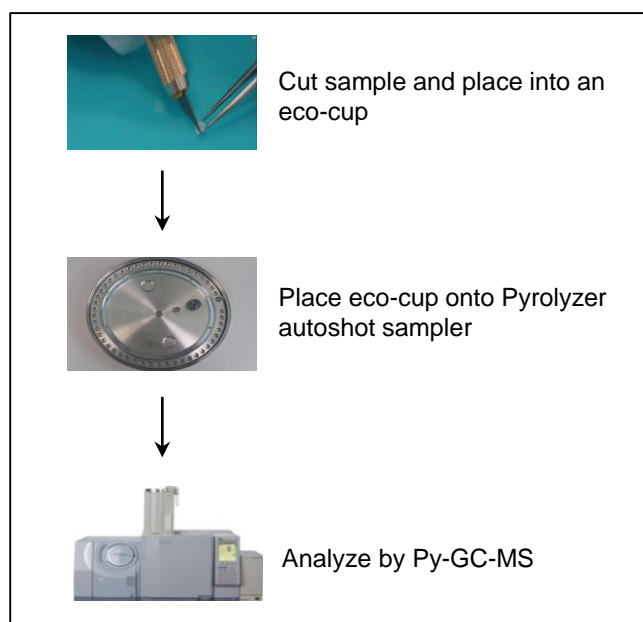 Cut sample and place into an
eco-cup
Place eco-cup onto Pyrolyzer
autoshot sampler
Analyze by Py-GC-MS